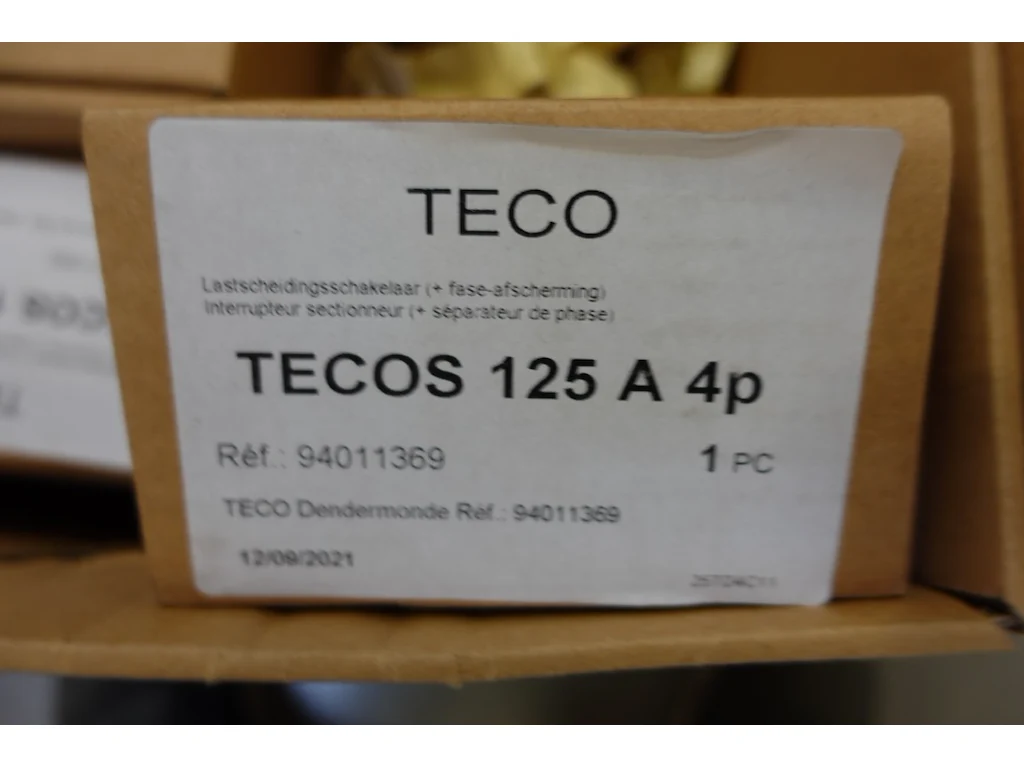 TECO
Lastscheidingsschakelaar (+ fase-afscherming)
Interrupteur sectionneur (+ séparateur de phase)
TECOS 125 A 4p
Réf.: 94011369
1 PC
TECO Dendermonde Réf.: 94011369
12/09/2021